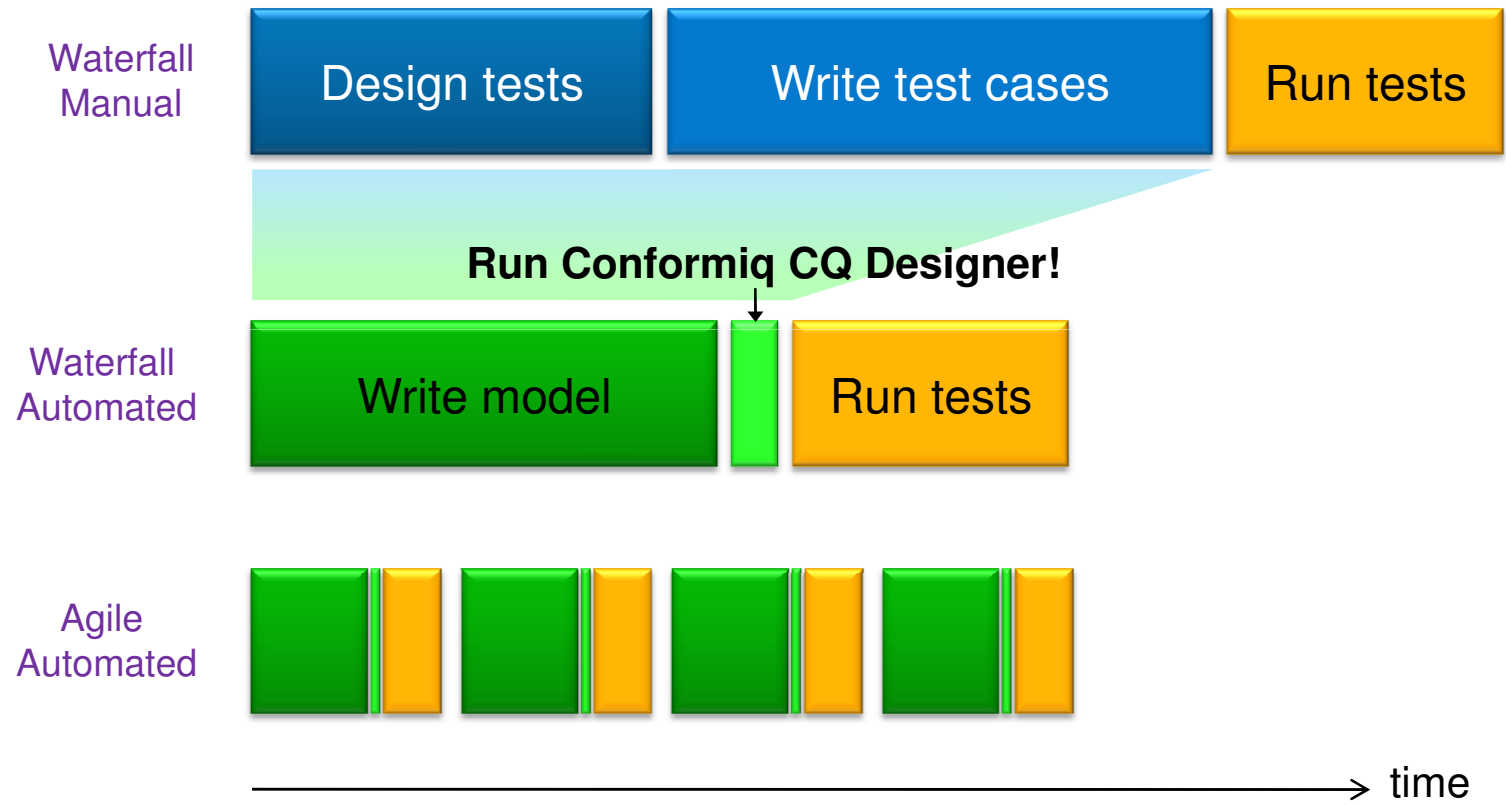 Waterfall
Manual
Design tests
Write test cases
Run tests
Run Conformiq CQ Designer!
Waterfall
Automated
Write model
Run tests
Agile
Automated
time